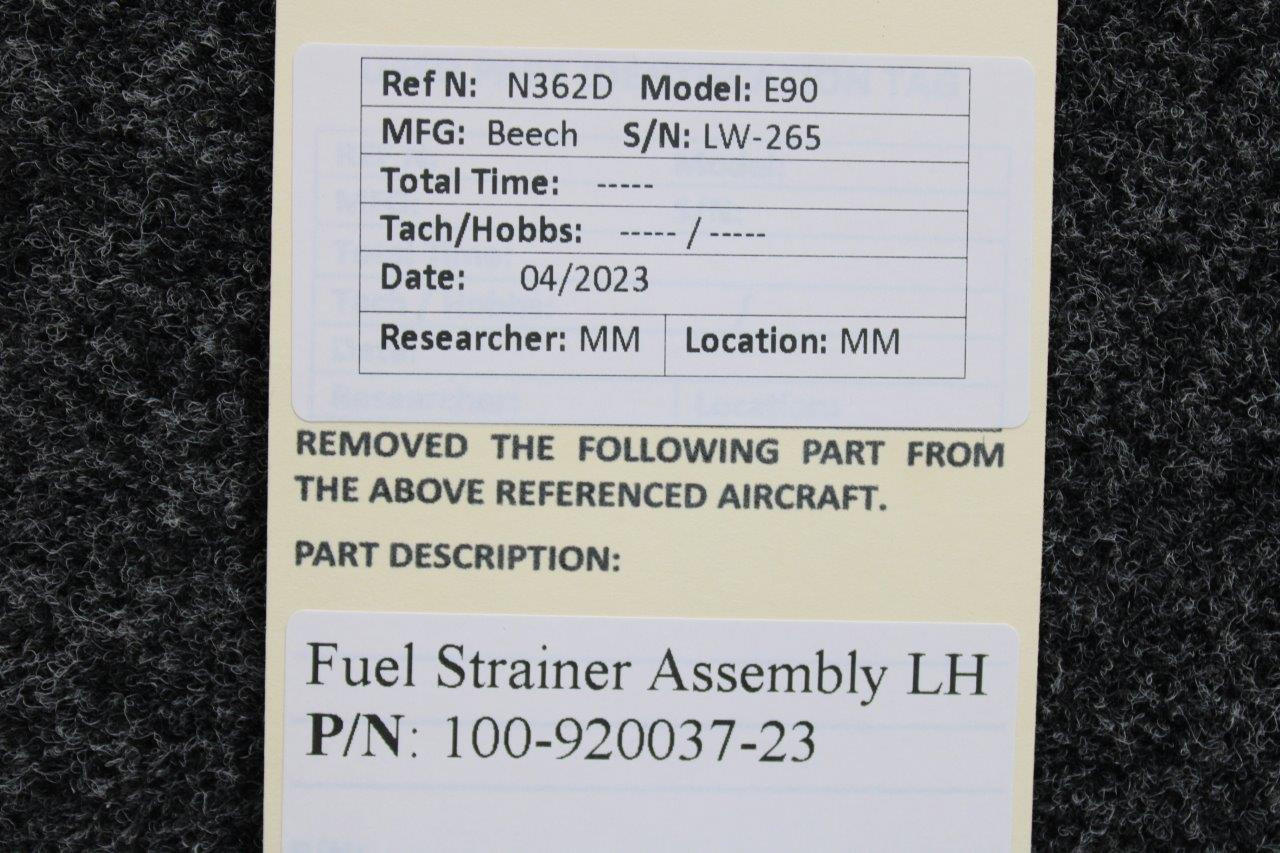 Ref N: N362D Model: E90
MFG: Beech S/N: LW-265
Total Time: -----
Tach/Hobbs: ----- / -----
Date: 04/2023
Researcher: MM Location: MM
REMOVED THE FOLLOWING PART FROM
THE ABOVE REFERENCED AIRCRAFT.
PART DESCRIPTION:
Fuel Strainer Assembly LH
P/N: 100-920037-23